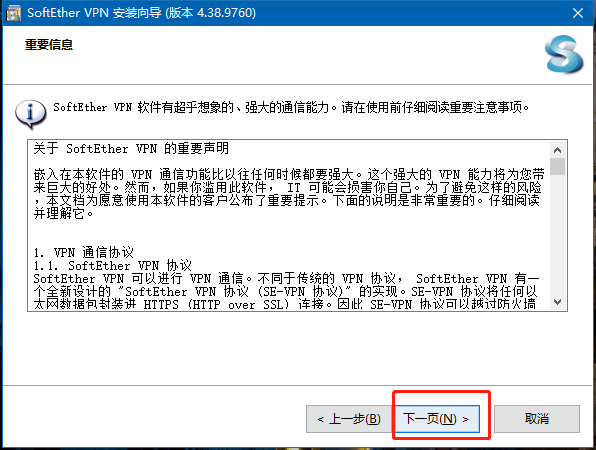 SoftEther VPN 安装向导 (版本 4.38.9760)
重要信息
SoftEther VPN 软件有超乎想象的、强大的通信能力。请在使用前仔细阅读重要注意事项。
关于 SoftEther VPN 的重要声明
嵌入在本软件的 VPN 通信功能比以往任何时候都要强大。这个强大的 VPN 能力将为您带
来巨大的好处。然而，如果你滥用此软件， IT 可能会损害你自己。为了避免这样的风险
，本文档为愿意使用本软件的客户公布了重要提示。下面的说明是非常重要的。仔细阅读
并理解它。
1. VPN 通信协议
1.1. SoftEther VPN 协议
SoftEther VPN 可以进行 VPN 通信。不同于传统的 VPN 协议， SoftEther VPN 有一
个全新设计的 "SoftEther VPN 协议 (SE-VPN 协议)" 的实现。SE-VPN 协议将任何以
太网数据包封装进 HTTPS (HTTP over SSL) 连接。因此 SE-VPN 协议可以越过防火墙
< 上一步(B)
下一页(N) >
取消